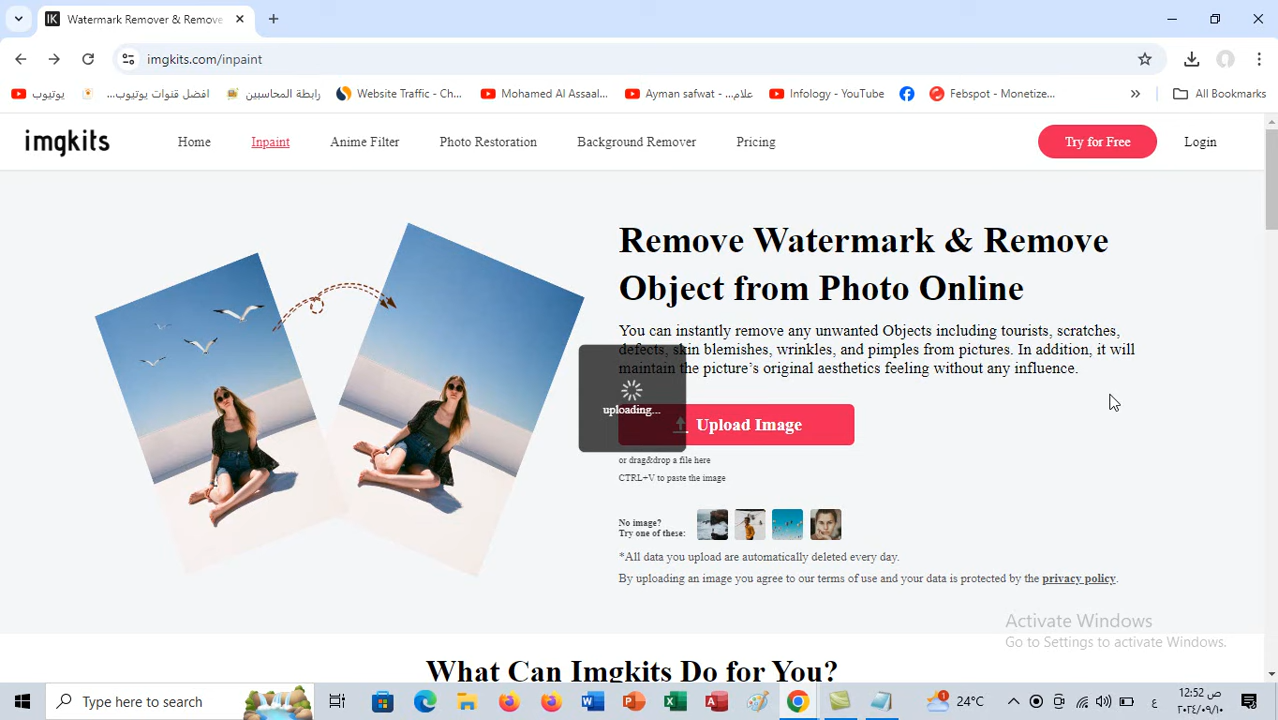 IK Watermark Remover & Remove
imgkits.com/inpaint
يوتيوب
افضل قنوات يوتيوب...
رابطة المحاسبين
Website Traffic - Ch...
Mohamed Al Assaal...
Ayman safwat - ...علام
Infology - YouTube
Febspot - Monetize...
All Bookmarks
imgkits
Home
Inpaint
Anime Filter
Photo Restoration
Background Remover
Pricing
Try for Free
Login
Remove Watermark & Remove
Object from Photo Online
You can instantly remove any unwanted Objects including tourists, scratches,
defects, skin blemishes, wrinkles, and pimples from pictures. In addition, it will
maintain the picture’s original aesthetics feeling without any influence.
uploading...
Upload Image
or drag&drop a file here
CTRL+V to paste the image
No image?
Try one of these:
*All data you upload are automatically deleted every day.
By uploading an image you agree to our terms of use and your data is protected by the privacy policy.
Activate Windows
Go to Settings to activate Windows.
What Can Imgkits Do for You?
Type here to search
1
24°C
ع
12:52 ص
٢٠٢٤/٠٩/١٠